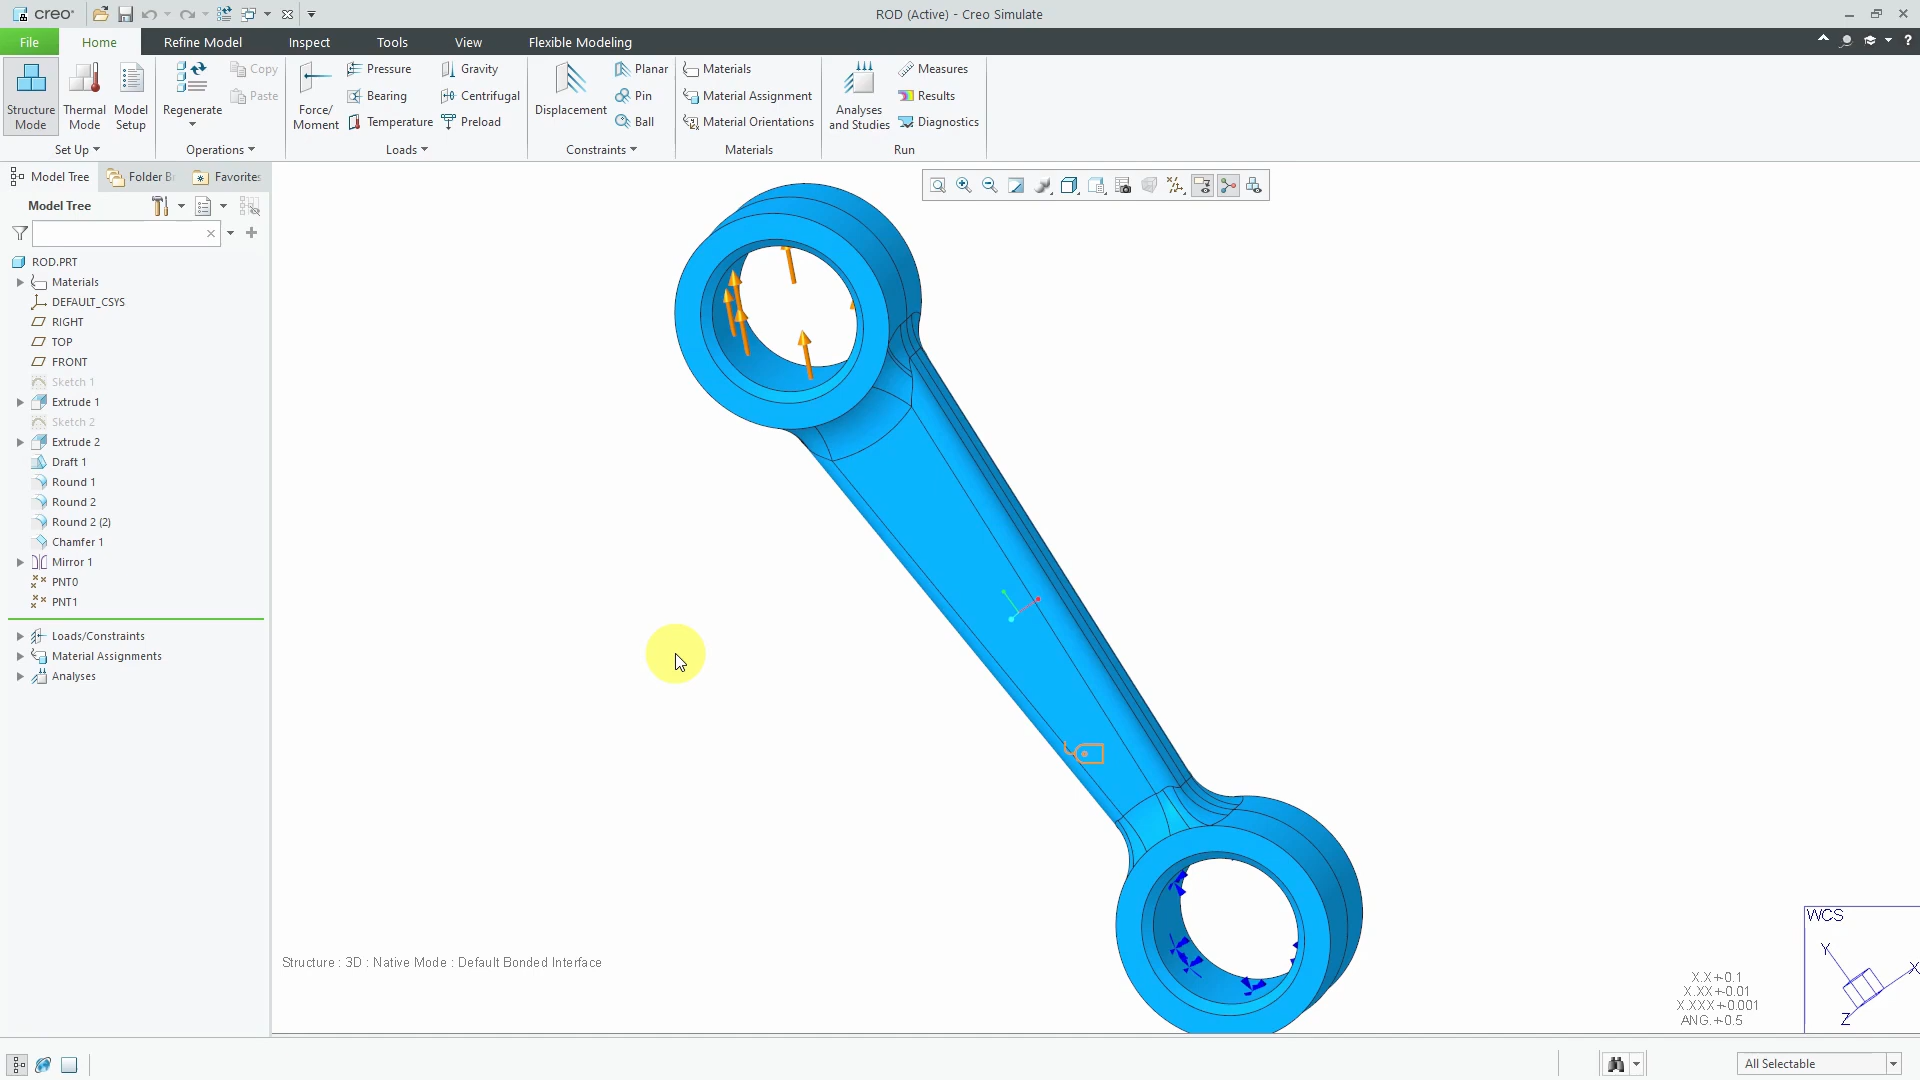 creo
ROD (Active) - Creo Simulate
File
Home
Refine Model
Inspect
Tools
View
Flexible Modeling
Structure Mode
Thermal Mode
Model Setup
Set Up
Regenerate
Copy
Paste
Operations
Force/ Moment
Pressure
Bearing
Temperature
Gravity
Centrifugal
Preload
Loads
Displacement
Planar
Pin
Ball
Constraints
Materials
Material Assignment
Material Orientations
Materials
Analyses and Studies
Measures
Results
Diagnostics
Run
Model Tree
Folder Br
Favorites
Model Tree
ROD.PRT
Materials
DEFAULT_CSYS
RIGHT
TOP
FRONT
Sketch 1
Extrude 1
Sketch 2
Extrude 2
Draft 1
Round 1
Round 2
Round 2 (2)
Chamfer 1
Mirror 1
PNT0
PNT1
Loads/Constraints
Material Assignments
Analyses
Structure : 3D : Native Mode : Default Bonded Interface
X.X+-0.1
X.XX+-0.01
X.XXX+-0.001
ANG.+-0.5
WCS
Y
X
Z
All Selectable